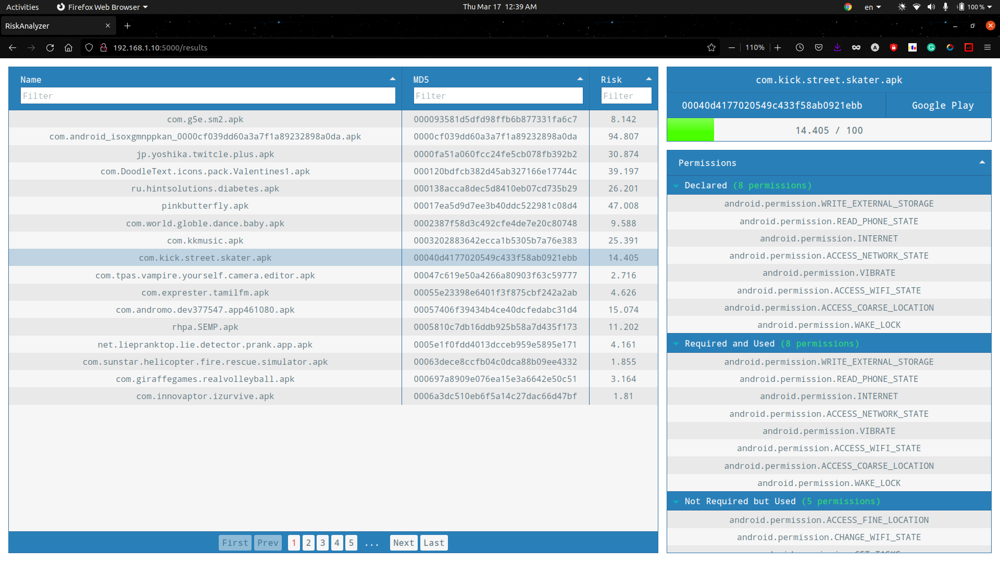 Activities Firefox Web Browser Thu Mar 17 12:39 AM en 100 %
RiskAnalyzer
192.168.1.10:5000/results 110%
Name MD5 Risk
Filter Filter Filter
com.g5e.sm2.apk 000093581d5dfd98ffb6b877331fa6c7 8.142
com.android_isoxgmnppkan_0000cf039dd60a3a7f1a89232898a0da.apk 0000cf039dd60a3a7f1a89232898a0da 94.807
jp.yoshika.twitcle.plus.apk 0000fa51a060fcc24fe5cb078fb392b2 30.874
com.DoodleText.icons.pack.Valentines1.apk 000120bdfcb382d45ab327166e17744c 39.197
ru.hintsolutions.diabetes.apk 000138acca8dec5d8410eb07cd735b29 26.201
pinkbutterfly.apk 00017ea5d9d7ee3b40ddc522981c08d4 47.008
com.world.globle.dance.baby.apk 0002387f58d3c492cfe4de7e20c80748 9.588
com.kkmusic.apk 0003202883642ecca1b5305b7a76e383 25.391
com.kick.street.skater.apk 00040d4177020549c433f58ab0921ebb 14.405
com.tpas.vampire.yourself.camera.editor.apk 00047c619e50a4266a80903f63c59777 2.716
com.exprester.tamilfm.apk 00055e23398e6401f3f875cbf242a2ab 4.626
com.andromo.dev377547.app461080.apk 00057406f39434b4ce40dcfedabc31d4 15.074
rhpa.SEMP.apk 0005810c7db16ddb925b58a7d435f173 11.202
net.liepranktop.lie.detector.prank.app.apk 0005e1f0fdd4013dcceb959e5895e171 4.161
com.sunstar.helicopter.fire.rescue.simulator.apk 00063dece8ccfb04c0dca88b09ee4332 1.855
com.giraffegames.realvolleyball.apk 000697a8909e076ea15e3a6642e50c51 3.164
com.innovaptor.izurvive.apk 0006a3dc510eb6f5a14c27dac66d47bf 1.81
First Prev 1 2 3 4 5 ... Next Last
com.kick.street.skater.apk
00040d4177020549c433f58ab0921ebb Google Play
14.405 / 100
Permissions
Declared (8 permissions)
android.permission.WRITE_EXTERNAL_STORAGE
android.permission.READ_PHONE_STATE
android.permission.INTERNET
android.permission.ACCESS_NETWORK_STATE
android.permission.VIBRATE
android.permission.ACCESS_WIFI_STATE
android.permission.ACCESS_COARSE_LOCATION
android.permission.WAKE_LOCK
Required and Used (8 permissions)
android.permission.WRITE_EXTERNAL_STORAGE
android.permission.READ_PHONE_STATE
android.permission.INTERNET
android.permission.ACCESS_NETWORK_STATE
android.permission.VIBRATE
android.permission.ACCESS_WIFI_STATE
android.permission.ACCESS_COARSE_LOCATION
android.permission.WAKE_LOCK
Not Required but Used (5 permissions)
android.permission.ACCESS_FINE_LOCATION
android.permission.CHANGE_WIFI_STATE